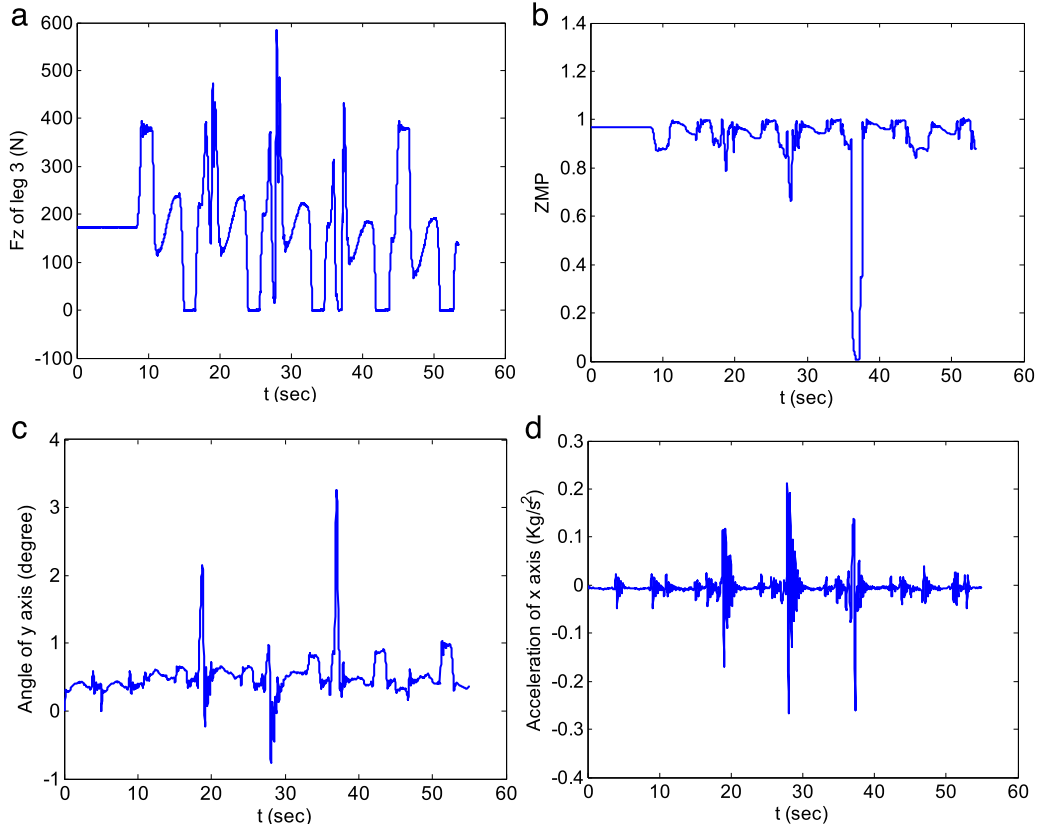 a
600
500
400
300
200
100
0
-100
Fz of leg 3 (N)
0 10 20 30 40 50 60
t (sec)
b
1.4
1.2
1
0.8
0.6
0.4
0.2
0
ZMP
0 10 20 30 40 50 60
t (sec)
c
4
3
2
1
0
-1
Angle of y axis (degree)
0 10 20 30 40 50 60
t (sec)
d
0.3
0.2
0.1
0
-0.1
-0.2
-0.3
-0.4
Acceleration of x axis (Kg/s²)
0 10 20 30 40 50 60
t (sec)